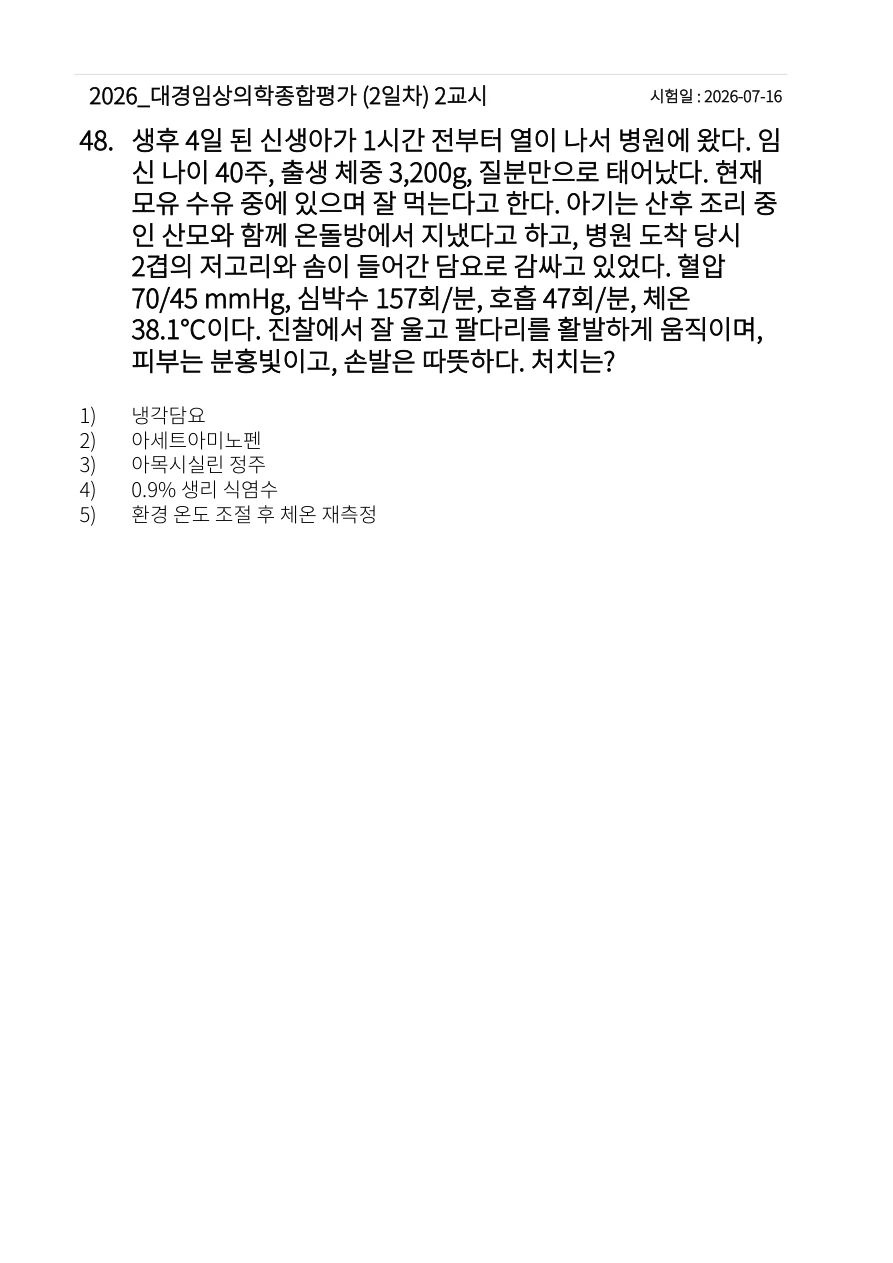 2026_대경임상의학종합평가 (2일차) 2교시
시험일 : 2026-07-16
48. 생후 4일 된 신생아가 1시간 전부터 열이 나서 병원에 왔다. 임
신 나이 40주, 출생 체중 3,200g, 질분만으로 태어났다. 현재
모유 수유 중에 있으며 잘 먹는다고 한다. 아기는 산후 조리 중
인 산모와 함께 온돌방에서 지냈다고 하고, 병원 도착 당시
2겹의 저고리와 솜이 들어간 담요로 감싸고 있었다. 혈압
70/45 mmHg, 심박수 157회/분, 호흡 47회/분, 체온
38.1℃이다. 진찰에서 잘 울고 팔다리를 활발하게 움직이며,
피부는 분홍빛이고, 손발은 따뜻하다. 처치는?
1) 냉각담요
2) 아세트아미노펜
3) 아목시실린 정주
4) 0.9% 생리 식염수
5) 환경 온도 조절 후 체온 재측정